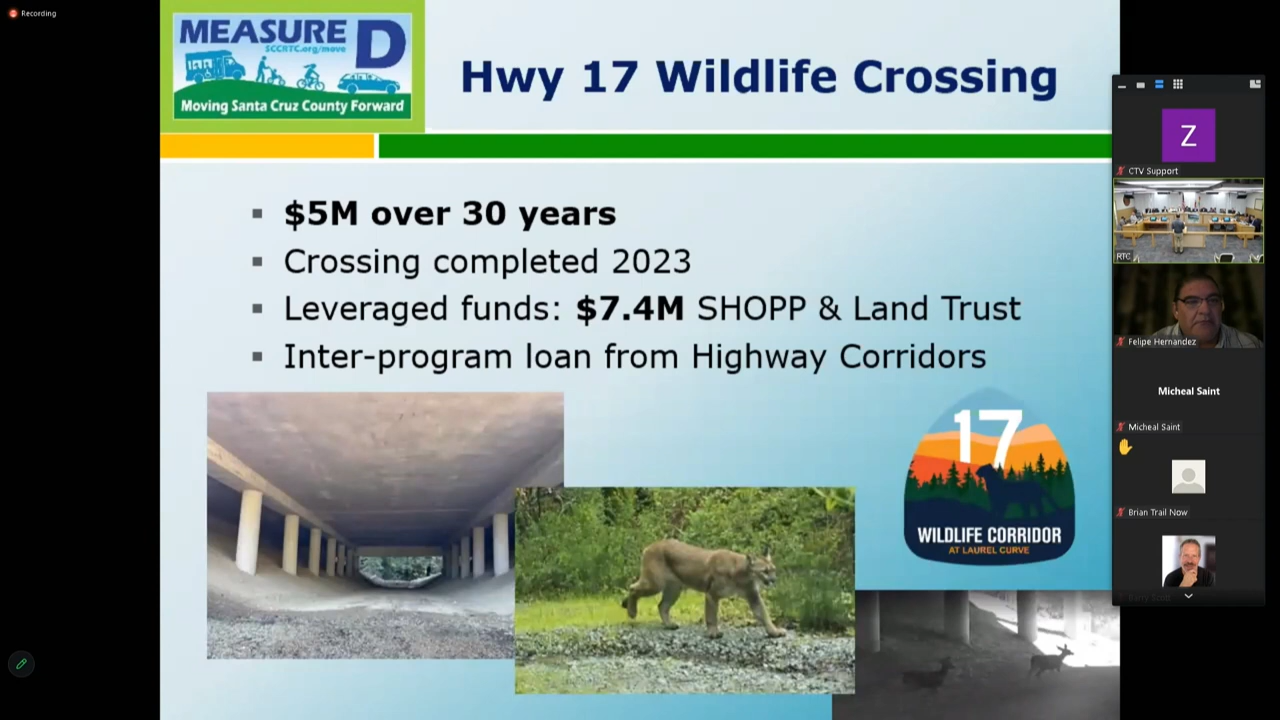 Recording
MEASURE D
SCCRTC.org/move
Moving Santa Cruz County Forward
Hwy 17 Wildlife Crossing
▪ $5M over 30 years
▪ Crossing completed 2023
▪ Leveraged funds: $7.4M SHOPP & Land Trust
▪ Inter-program loan from Highway Corridors
17
WILDLIFE CORRIDOR
AT LAUREL CURVE
Z
CTV Support
RTC
Felipe Hernandez
Micheal Saint
Micheal Saint
Brian Trail Now
Barry Scott